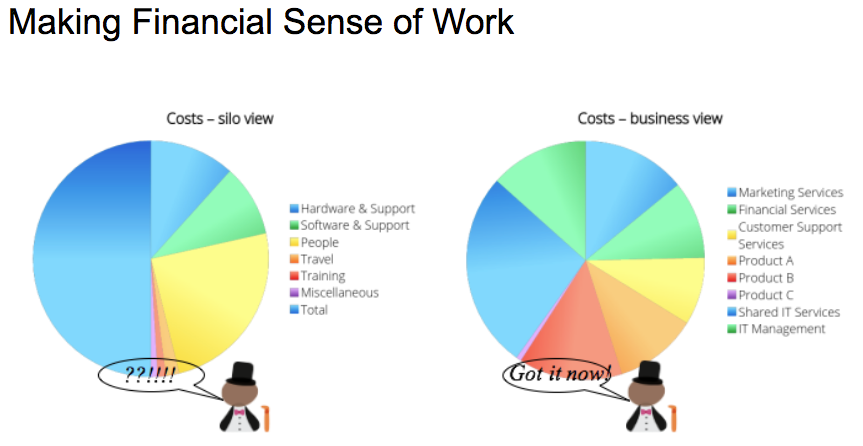 Making Financial Sense of Work
Costs – silo view
Hardware & Support
Software & Support
People
Travel
Training
Miscellaneous
Total
??!!!!
Costs – business view
Marketing Services
Financial Services
Customer Support
Services
Product A
Product B
Product C
Shared IT Services
IT Management
Got it now!